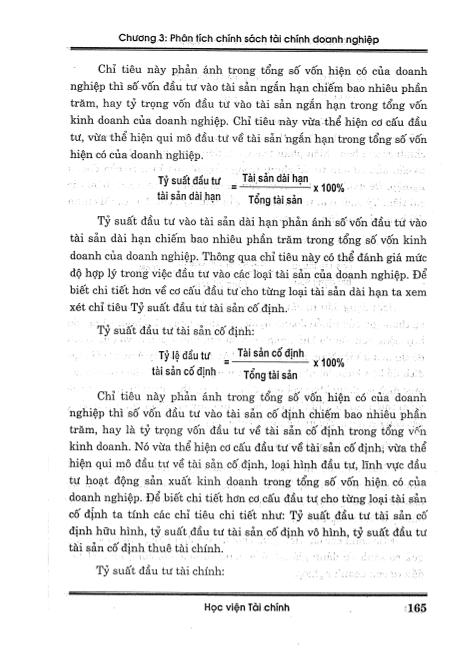 Chương 3: Phân tích chính sách tài chính doanh nghiệp
Chỉ tiêu này phản ánh trong tổng số vốn hiện có của doanh
nghiệp thì số vốn đầu tư vào tài sản ngắn hạn chiếm bao nhiêu phần
trăm, hay tỷ trọng vốn đầu tư vào tài sản ngắn hạn trong tổng vốn
kinh doanh của doanh nghiệp. Chỉ tiêu này vừa thể hiện cơ cấu đầu
tư, vừa thể hiện qui mô đầu tư về tài sản ngắn hạn trong tổng số vốn
hiện có của doanh nghiệp.
Tỷ suất đầu tư tài sản dài hạn = Tài sản dài hạn / Tổng tài sản x 100%
Tỷ suất đầu tư vào tài sản dài hạn phản ánh số vốn đầu tư vào
tài sản dài hạn chiếm bao nhiêu phần trăm trong tổng số vốn kinh
doanh của doanh nghiệp. Thông qua chỉ tiêu này có thể đánh giá mức
độ hợp lý trong việc đầu tư vào các loại tài sản của doanh nghiệp. Để
biết chi tiết hơn về cơ cấu đầu tư cho từng loại tài sản dài hạn ta xem
xét chỉ tiêu Tỷ suất đầu tư tài sản cố định.
Tỷ suất đầu tư tài sản cố định:
Tỷ lệ đầu tư tài sản cố định = Tài sản cố định / Tổng tài sản x 100%
Chỉ tiêu này phản ánh trong tổng số vốn hiện có của doanh
nghiệp thì số vốn đầu tư vào tài sản cố định chiếm bao nhiêu phần
trăm, hay là tỷ trọng vốn đầu tư về tài sản cố định trong tổng vốn
kinh doanh. Nó vừa thể hiện cơ cấu đầu tư về tài sản cố định, vừa thể
hiện qui mô đầu tư về tài sản cố định, loại hình đầu tư, lĩnh vực đầu
tư hoạt động sản xuất kinh doanh trong tổng số vốn hiện có của
doanh nghiệp. Để biết chi tiết hơn cơ cấu đầu tư cho từng loại tài sản
cố định ta tính các chỉ tiêu chi tiết như: Tỷ suất đầu tư tài sản cố
định hữu hình, tỷ suất đầu tư tài sản cố định vô hình, tỷ suất đầu tư
tài sản cố định thuê tài chính.
Tỷ suất đầu tư tài chính:
Học viện Tài chính 165